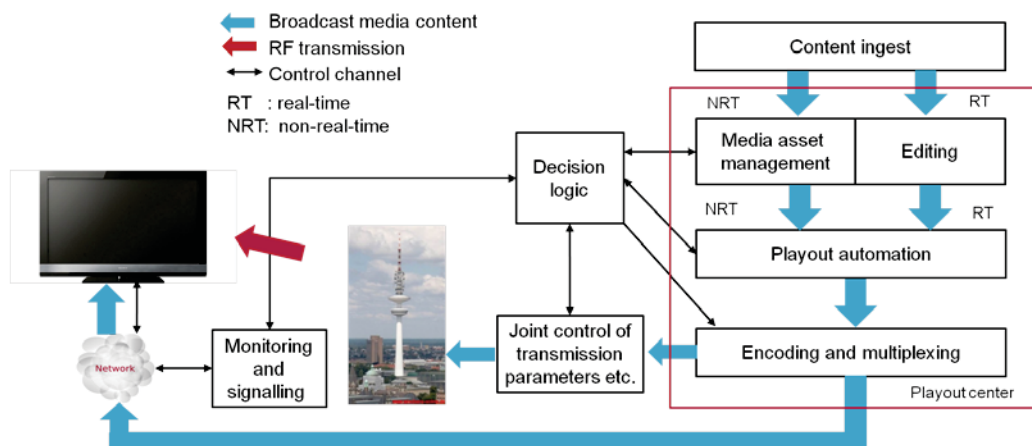 Broadcast media content
RF transmission
Control channel
RT : real-time
NRT: non-real-time
Content ingest
NRT
RT
Media asset
management
Editing
Decision
logic
NRT
RT
Playout automation
Joint control of
transmission
parameters etc.
Encoding and multiplexing
Monitoring
and
signalling
Network
Playout center